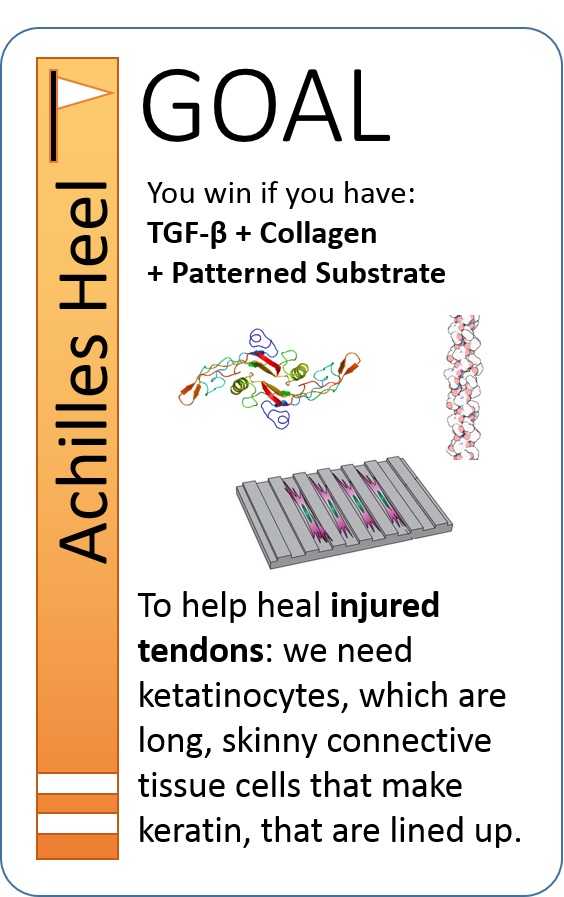 Achilles Heel
GOAL
You win if you have:
TGF-β + Collagen
+ Patterned Substrate
To help heal injured
tendons: we need
ketatinocytes, which are
long, skinny connective
tissue cells that make
keratin, that are lined up.